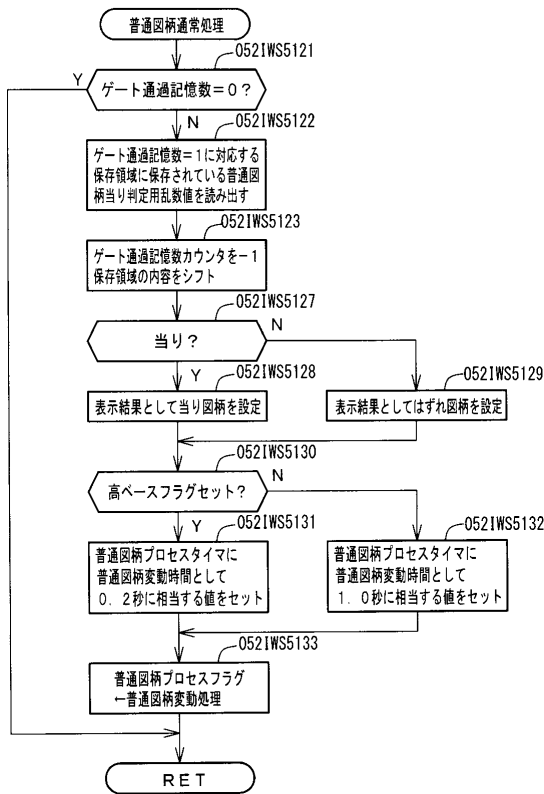 普通図柄通常処理
052IWS5121
ゲート通過記憶数＝０？
Y
N
052IWS5122
ゲート通過記憶数＝１に対応する
保存領域に保存されている普通図
柄当り判定用乱数値を読み出す
052IWS5123
ゲート通過記憶数カウンタを－１
保存領域の内容をシフト
052IWS5127
当り？
N
Y
052IWS5128
表示結果として当り図柄を設定
052IWS5129
表示結果としてはずれ図柄を設定
052IWS5130
高ベースフラグセット？
N
Y
052IWS5131
普通図柄プロセスタイマに
普通図柄変動時間として
０．２秒に相当する値をセット
052IWS5132
普通図柄プロセスタイマに
普通図柄変動時間として
１．０秒に相当する値をセット
052IWS5133
普通図柄プロセスフラグ
←普通図柄変動処理
ＲＥＴ